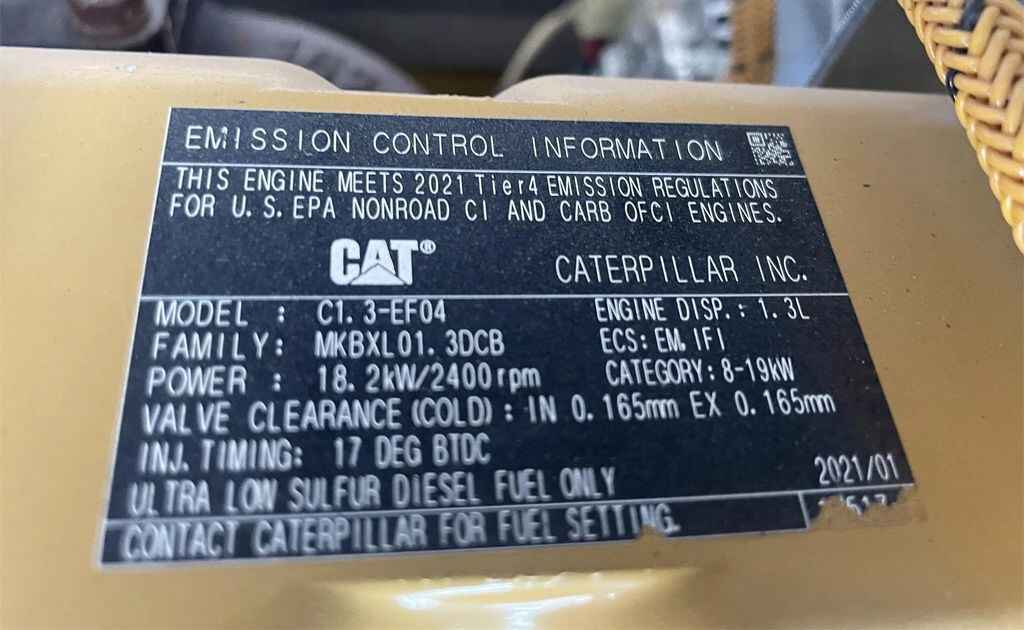 EMISSION CONTROL INFORMATION
THIS ENGINE MEETS 2021 Tier4 EMISSION REGULATIONS
FOR U.S.EPA NONROAD CI AND CARB OFCI ENGINES.
CAT® CATERPILLAR INC.
MODEL : C1.3-EF04 ENGINE DISP.: 1.3L
FAMILY: MKBXL01.3DCB ECS: EM,IFI
POWER : 18.2kW/2400rpm CATEGORY: 8-19kW
VALVE CLEARANCE (COLD) : IN 0.165mm EX 0.165mm
INJ. TIMING: 17 DEG BTDC
ULTRA LOW SULFUR DIESEL FUEL ONLY 2021/01
CONTACT CATERPILLAR FOR FUEL SETTING.